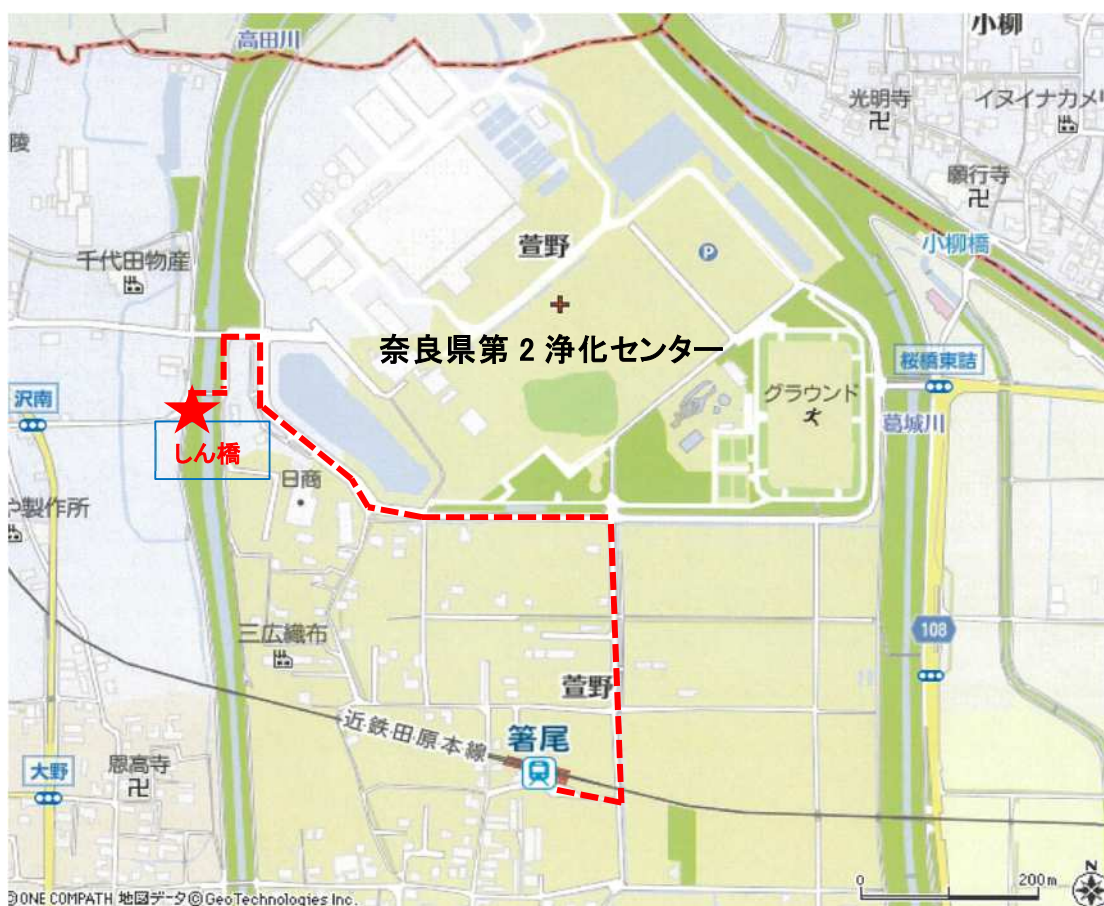 小柳
高田川
光明寺
イヌイナカメリ
陵
願行寺
小柳橋
萱野
千代田物産
P
奈良県第2浄化センター
桜橋東詰
グラウンド
沢南
葛城川
しん橋
日商
や製作所
108
三広織布
萱野
近鉄田原本線
箸尾
大野
恩高寺
N
0 200m
©ONE COMPATH 地図データ©GeoTechnologies Inc.